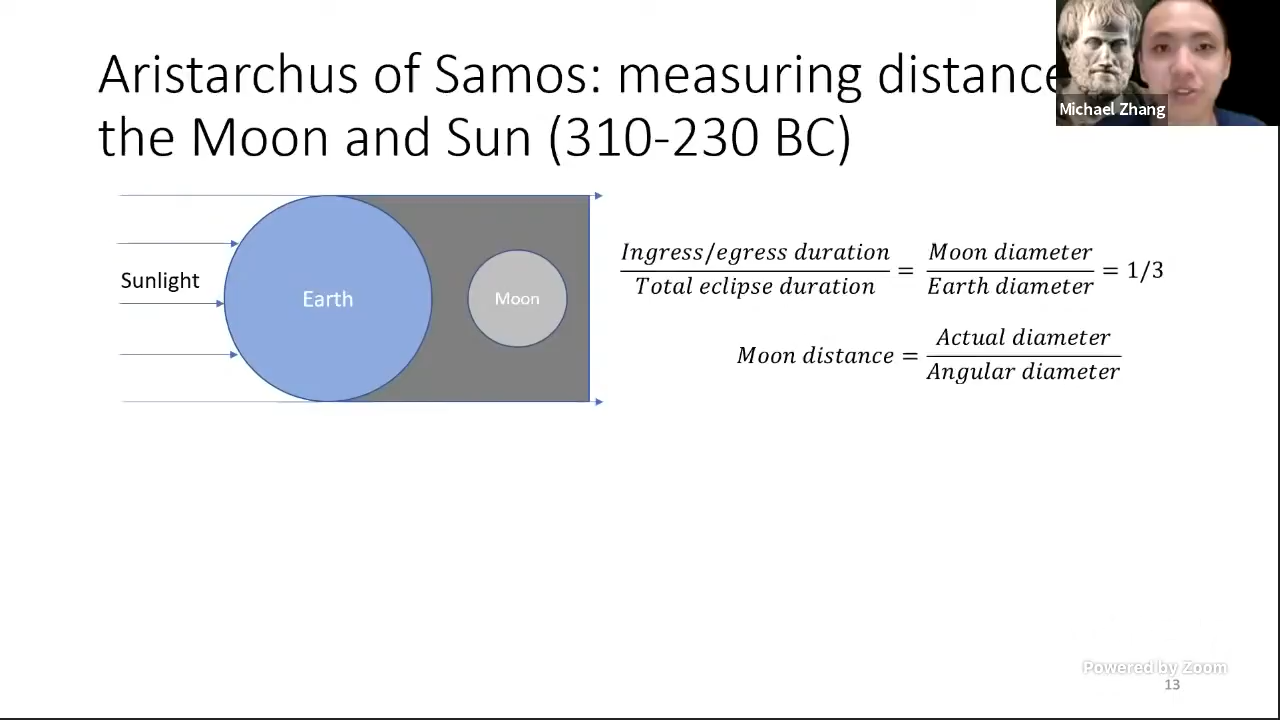 Aristarchus of Samos: measuring distance
the Moon and Sun (310-230 BC)
Michael Zhang
Sunlight
Earth
Moon
Ingress/egress duration
Total eclipse duration
=
Moon diameter
Earth diameter
= 1/3
Moon distance =
Actual diameter
Angular diameter
Powered by Zoom
13